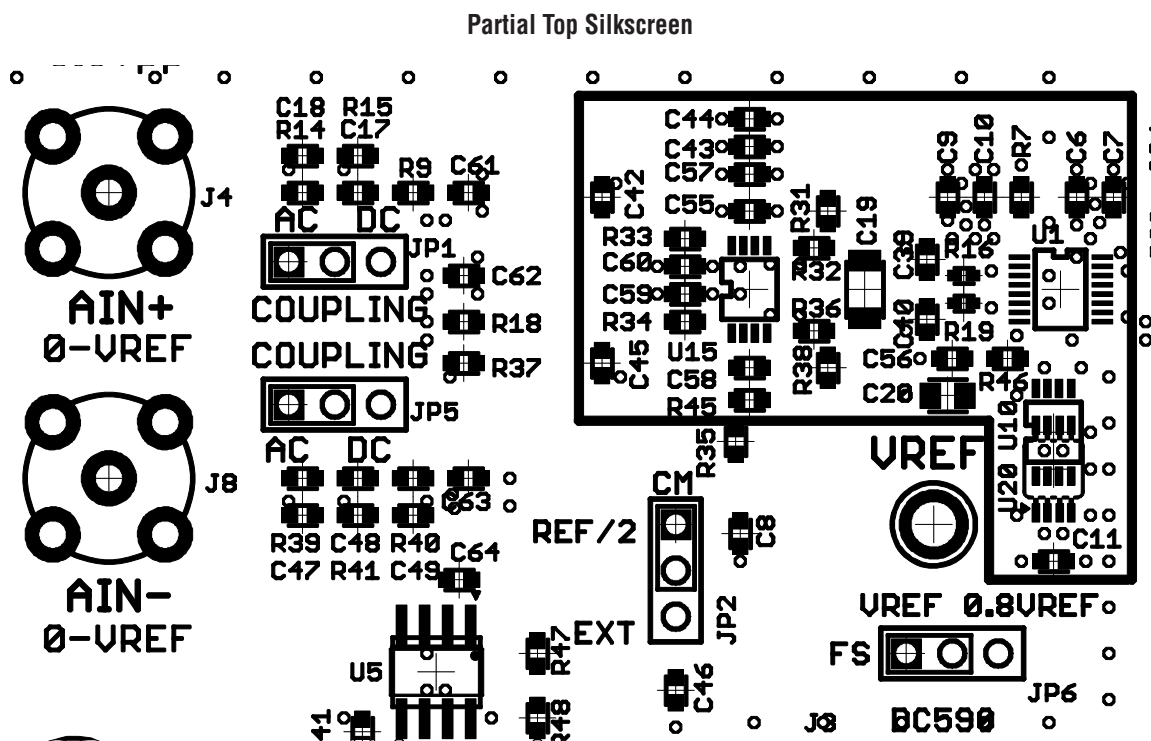 Partial Top Silkscreen
C18 R15
R14 C17
R9 C61
J4
AC DC
JP1
COUPLING
C62
R18
R37
AIN+
0-VREF
COUPLING
JP5
AC DC
J8
C63
R39 C48 R40
C47 R41 C49
C64
AIN-
0-VREF
U5
R47
R48
41
C44
C43
C57
C55
C42
R33
C60
C59
R34
C45
U15
C58
R45
R35
R31
R32
R36
R38
C19
C39
C40
R16
R19
C56
C20
R46
C9
C10
R7
C6
C7
U1
U10
U20
C11
VREF
CM
REF/2
EXT
JP2
C8
C46
VREF 0.8VREF
FS
JP6
J3 DC590